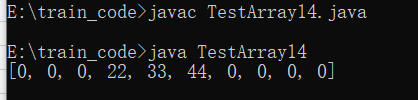 E:\train_code>javac TestArray14.java
E:\train_code>java TestArray14
[0, 0, 0, 22, 33, 44, 0, 0, 0, 0]